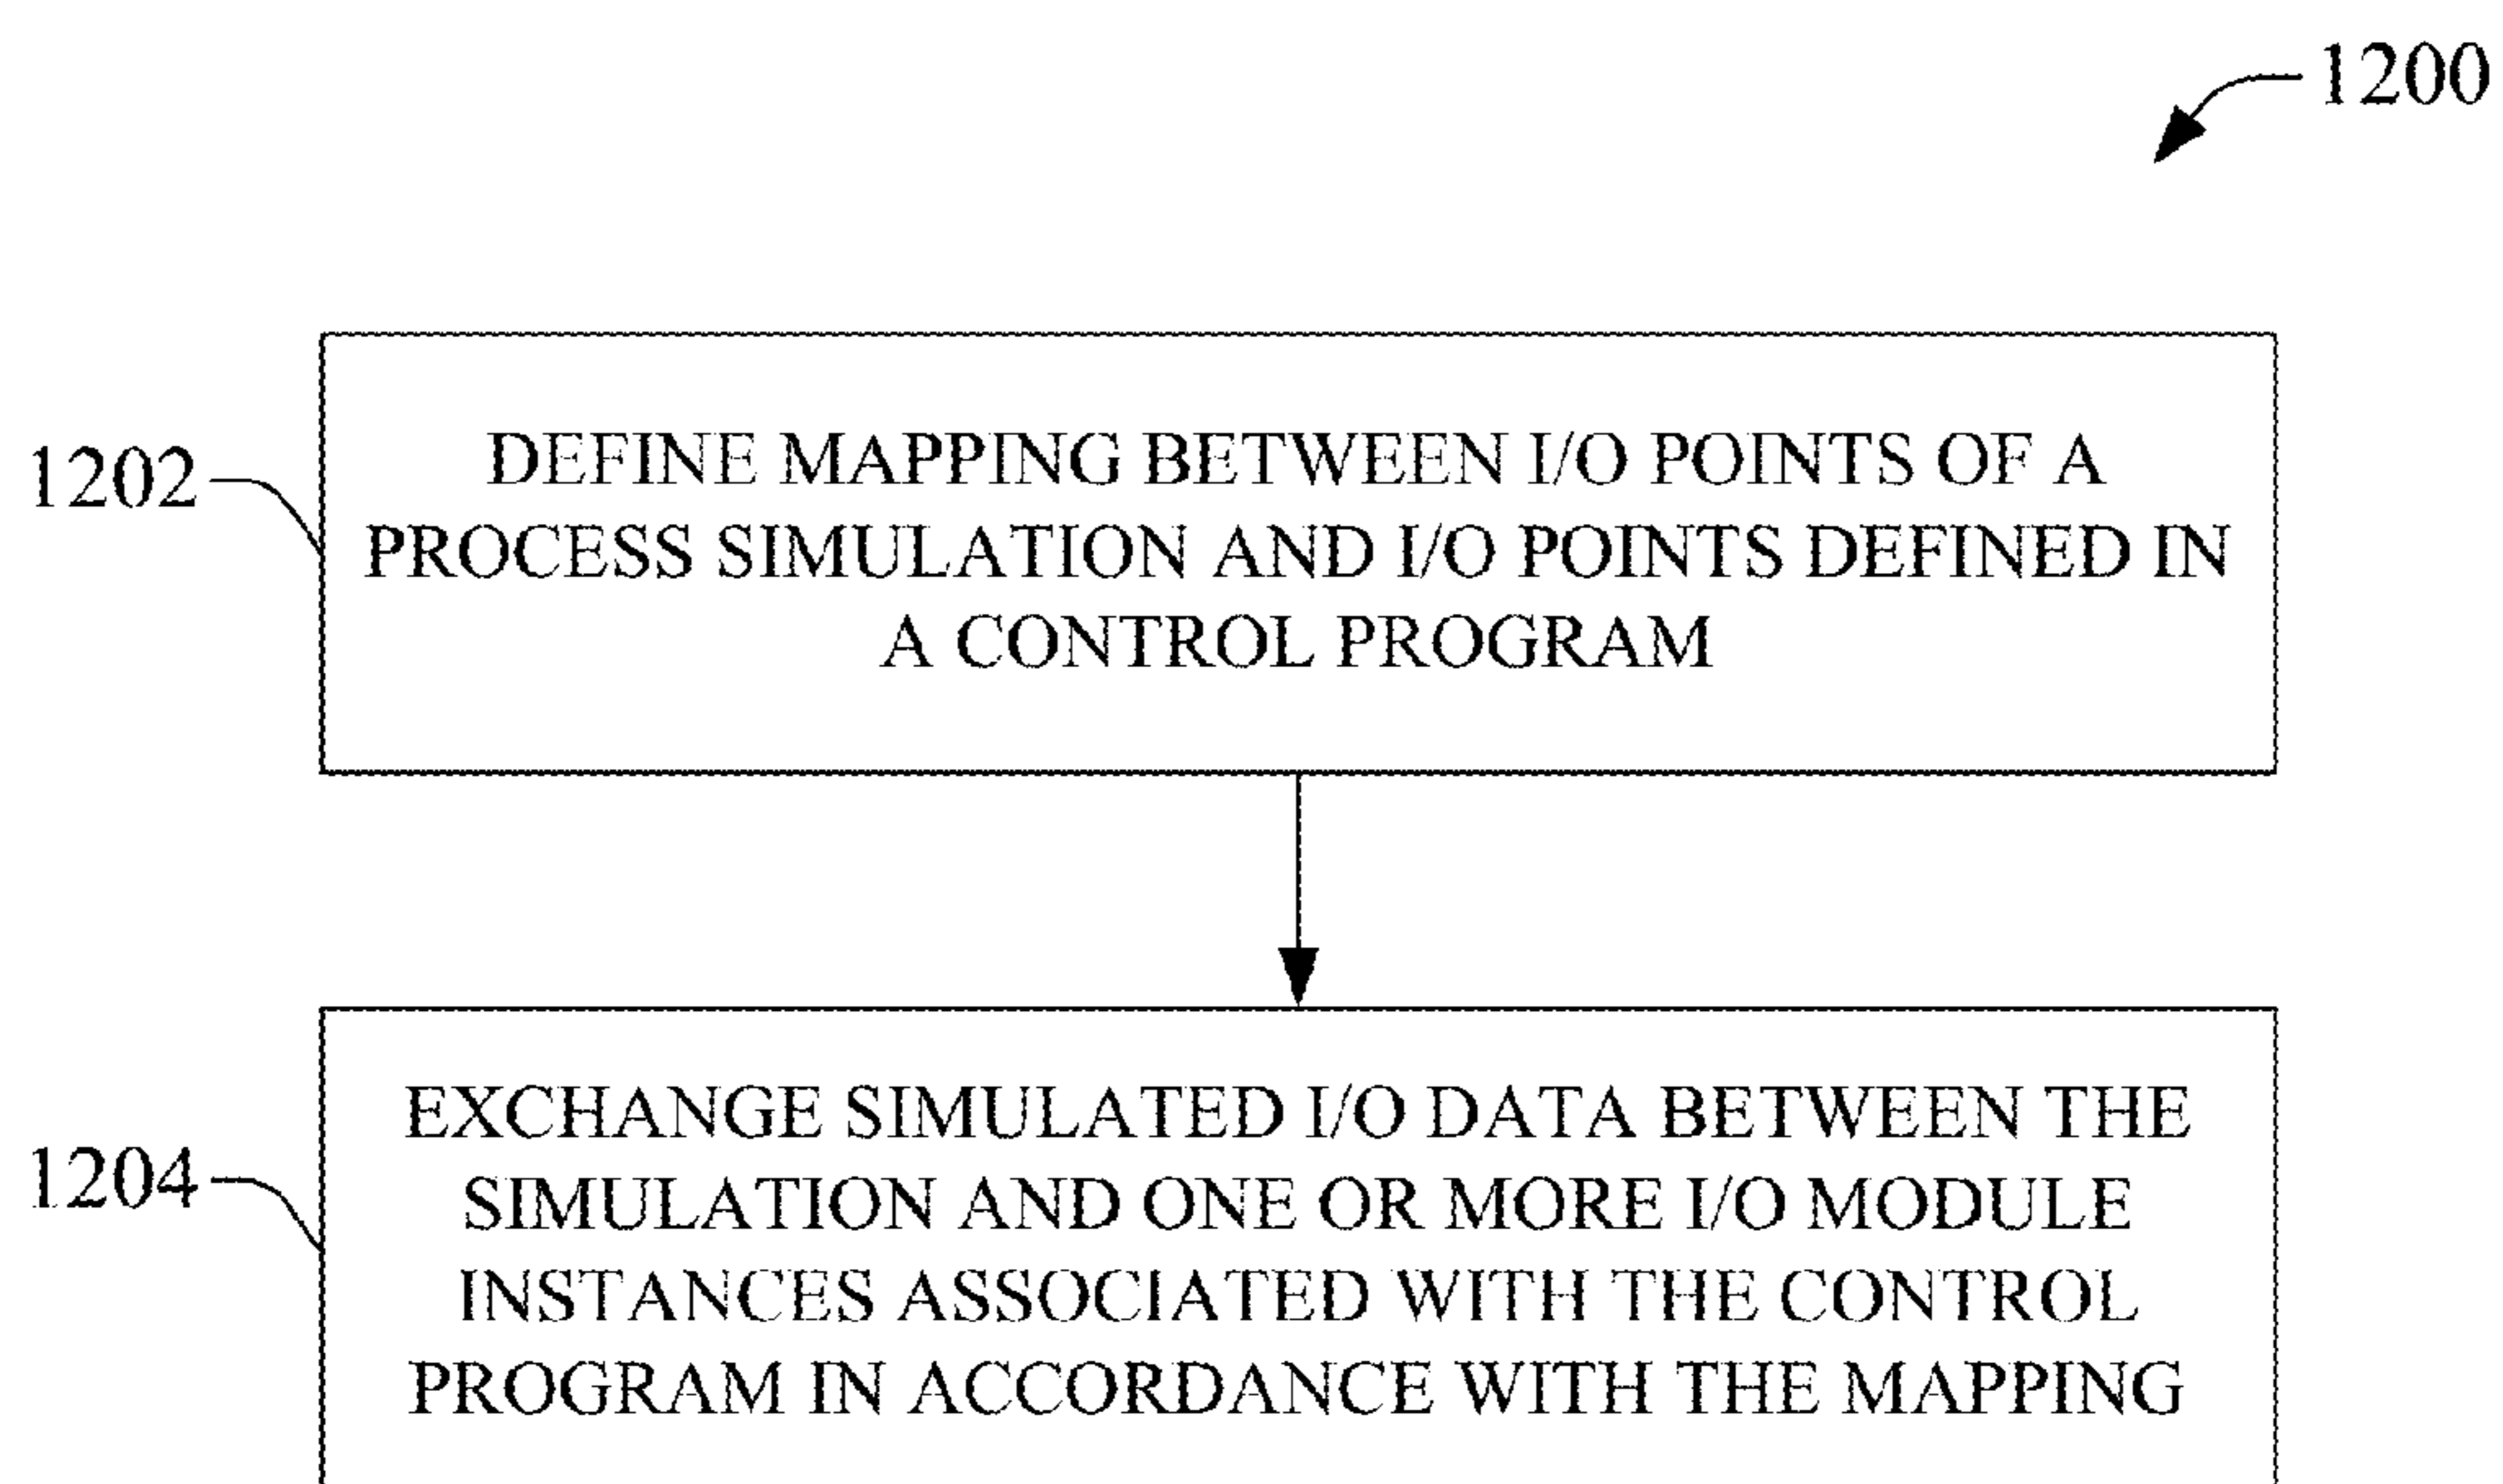 1200
1202
DEFINE MAPPING BETWEEN I/O POINTS OF A
PROCESS SIMULATION AND I/O POINTS DEFINED IN
A CONTROL PROGRAM
1204
EXCHANGE SIMULATED I/O DATA BETWEEN THE
SIMULATION AND ONE OR MORE I/O MODULE
INSTANCES ASSOCIATED WITH THE CONTROL
PROGRAM IN ACCORDANCE WITH THE MAPPING